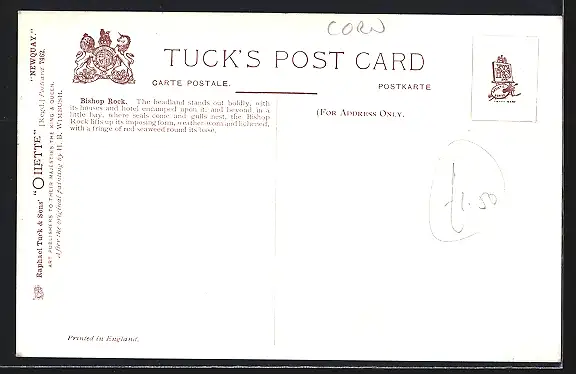 CORN
TUCK'S POST CARD
CARTE POSTALE.
POSTKARTE
(FOR ADDRESS ONLY.
Bishop Rock. The headland stands out boldly, with
its houses and hotel encamped upon it, and beyond, in a
little bay, where seals come and gulls nest, the Bishop
Rock lifts up its imposing form, weather-worn and lichened,
with a fringe of red seaweed round its base.
£1.50
Raphael Tuck & Sons' "OILETTE" [Regd.] Postcard 7662. "NEWQUAY."
ART PUBLISHERS TO THEIR MAJESTIES THE KING & QUEEN.
After the original painting by H. B. WIMBUSH.
Printed in England.